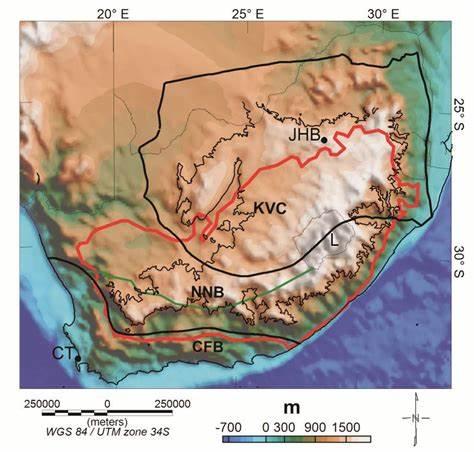 20° E 25° E 30° E
25° S
JHB
KVC
L
30° S
NNB
CFB
CT
250000 0 250000
(meters)
WGS 84 / UTM zone 34S
m
-700 0 300 900 1500
N